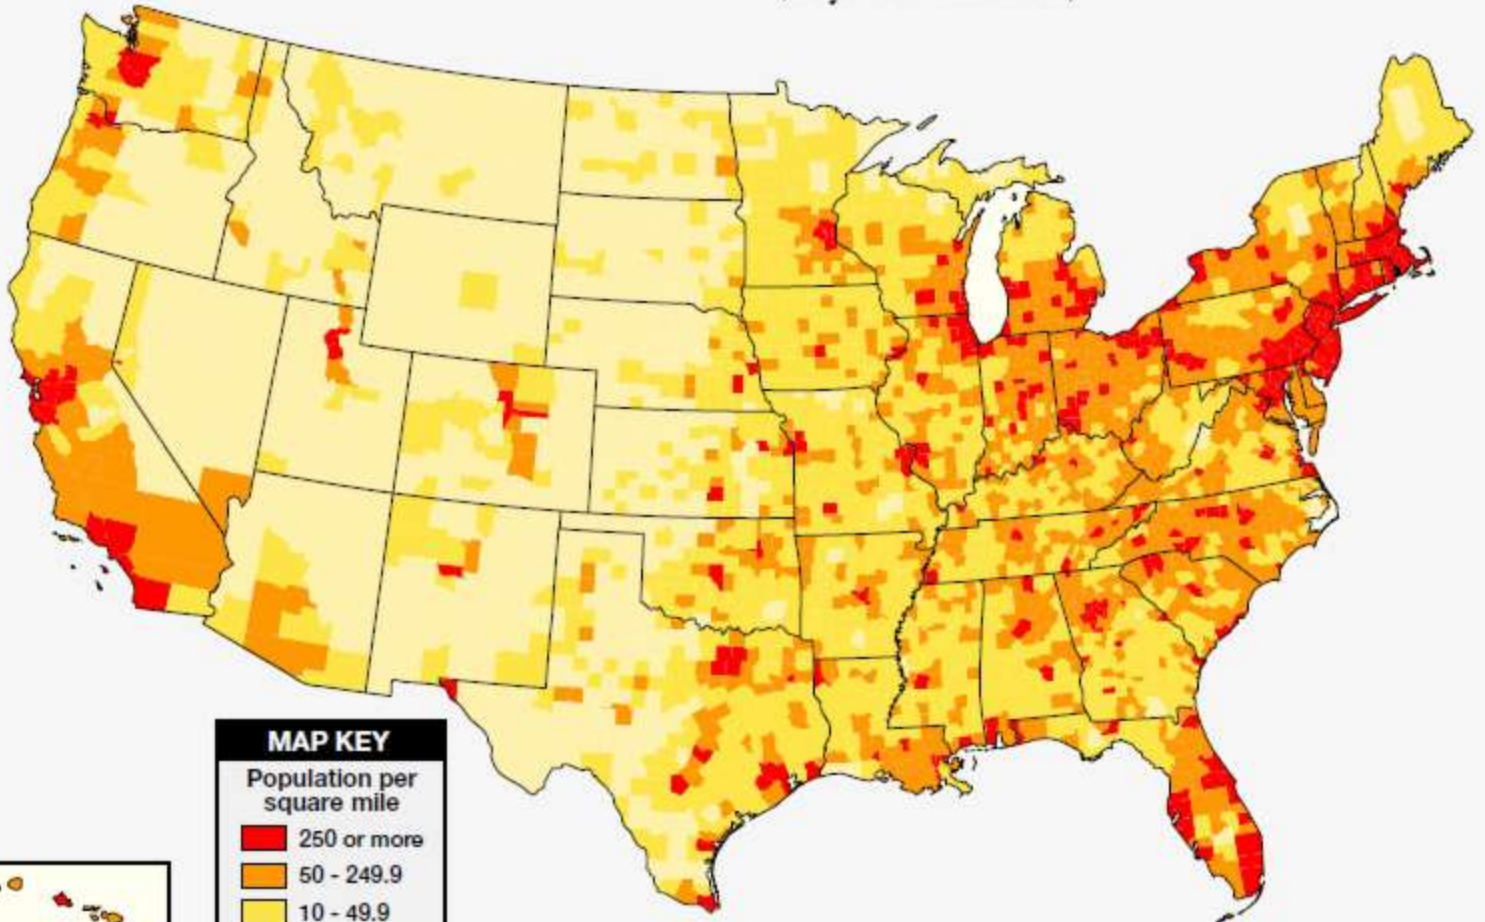 MAP KEY
Population per
square mile
250 or more
50 - 249.9
10 - 49.9